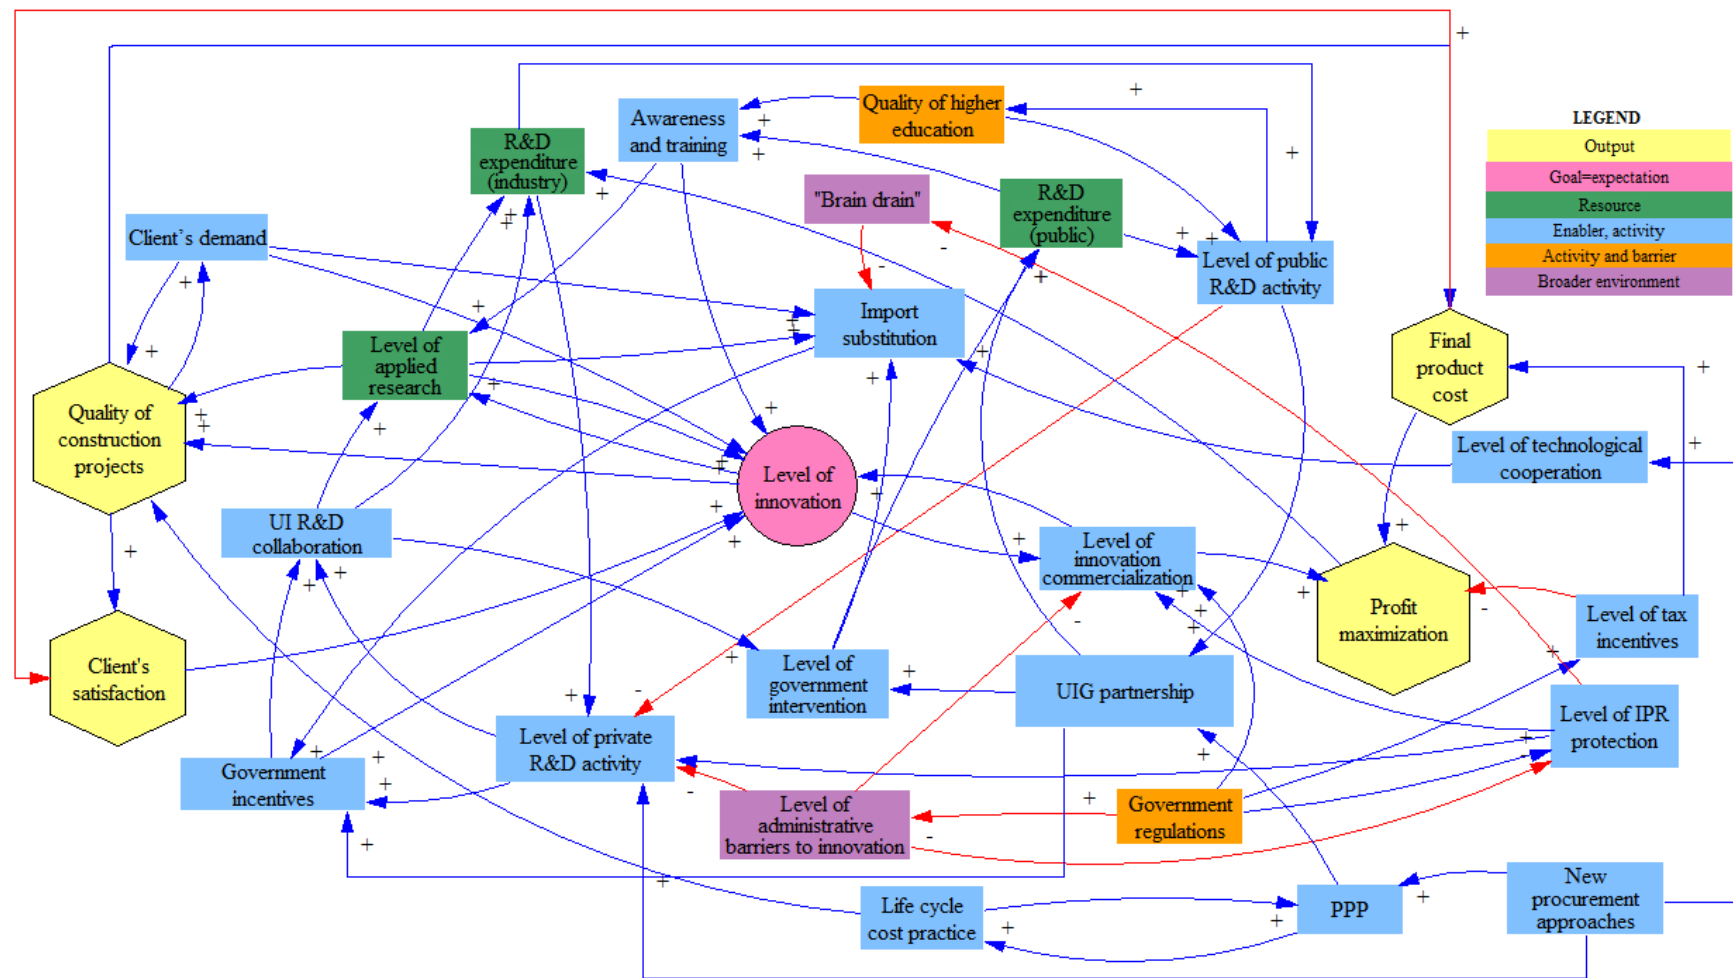 +
Quality of higher
education
+
Awareness
and training
+
+
LEGEND
Output
Goal=expectation
Resource
Enabler, activity
Activity and barrier
Broader environment
R&D
expenditure
(industry)
+
+
+
+
"Brain drain"
R&D
expenditure
(public)
+
+
+
-
-
Client's demand
+
+
Level of public
R&D activity
Import
substitution
+
+
+
+
+
Level of
applied
research
+
+
Final
product
cost
+
+
Quality of
construction
projects
+
+
+
+
Level of
innovation
+
+
+
+
+
+
Level of technological
cooperation
+
+
UI R&D
collaboration
+
+
+
Level of
innovation
commercialization
+
+
+
+
+
-
Profit
maximization
-
Level of tax
incentives
+
Client's
satisfaction
+
Level of
government
intervention
+
UIG partnership
+
-
+
Level of IPR
protection
+
Level of private
R&D activity
-
Government
incentives
+
+
+
+
Level of
administrative
barriers to innovation
+
-
Government
regulations
+
Life cycle
cost practice
+
+
PPP
+
New
procurement
approaches